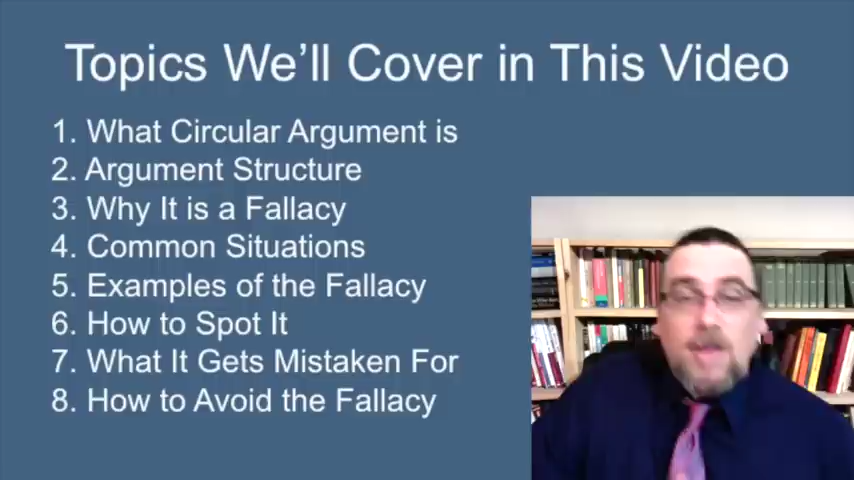 Topics We'll Cover in This Video
1. What Circular Argument is
2. Argument Structure
3. Why It is a Fallacy
4. Common Situations
5. Examples of the Fallacy
6. How to Spot It
7. What It Gets Mistaken For
8. How to Avoid the Fallacy